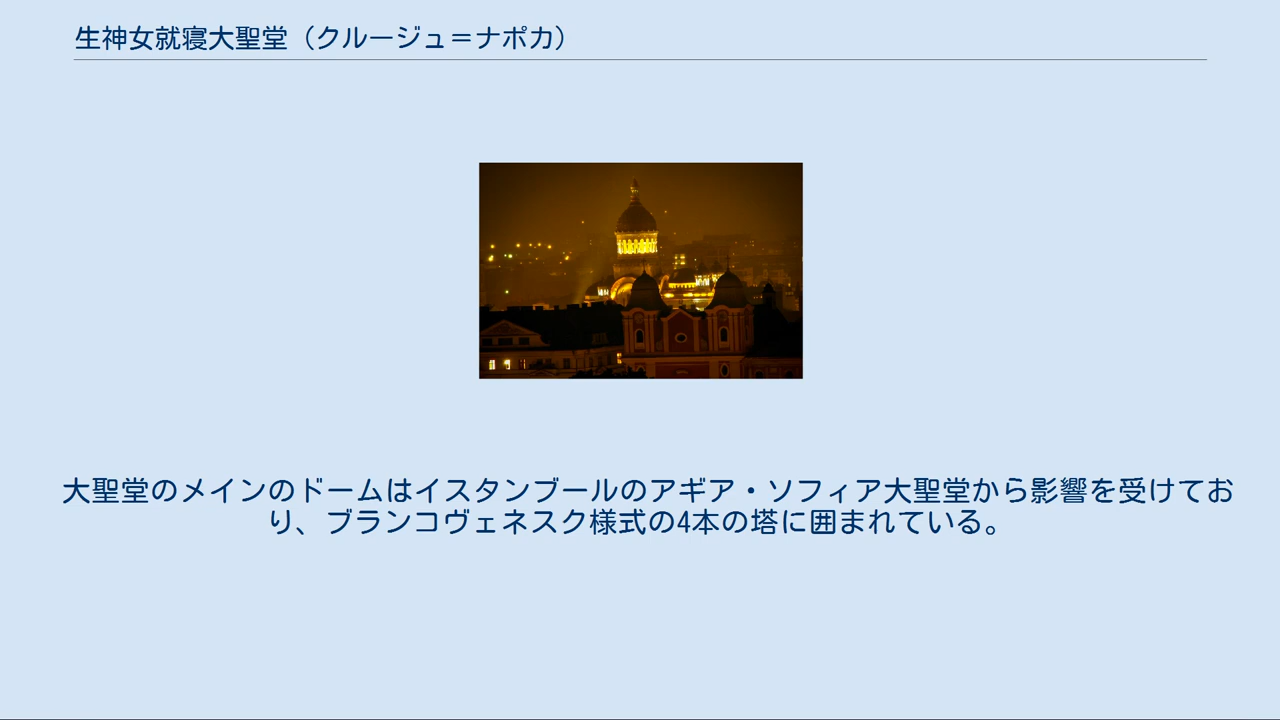 生神女就寝大聖堂（クルージュ＝ナポカ）
大聖堂のメインのドームはイスタンブールのアギア・ソフィア大聖堂から影響を受けてお
り、ブランコヴェネスク様式の4本の塔に囲まれている。